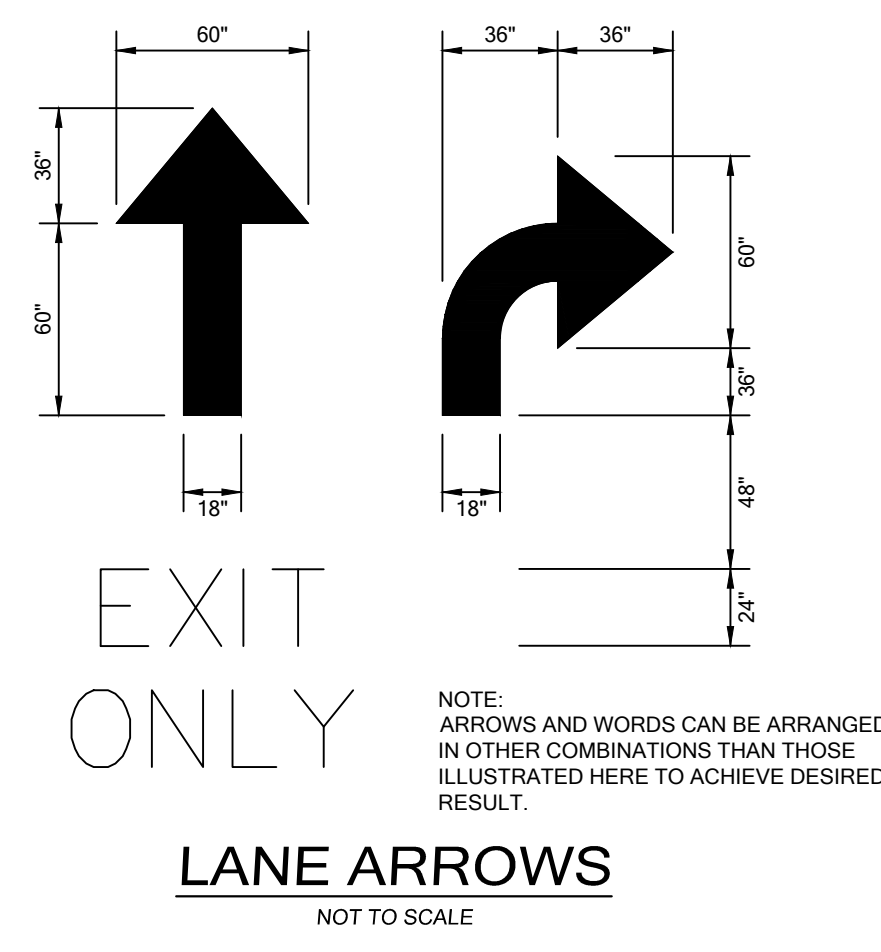 60"
36"
36"
36"
60"
60"
36"
18"
18"
48"
24"
EXIT
ONLY
NOTE:
ARROWS AND WORDS CAN BE ARRANGED
IN OTHER COMBINATIONS THAN THOSE
ILLUSTRATED HERE TO ACHIEVE DESIRED
RESULT.
LANE ARROWS
NOT TO SCALE